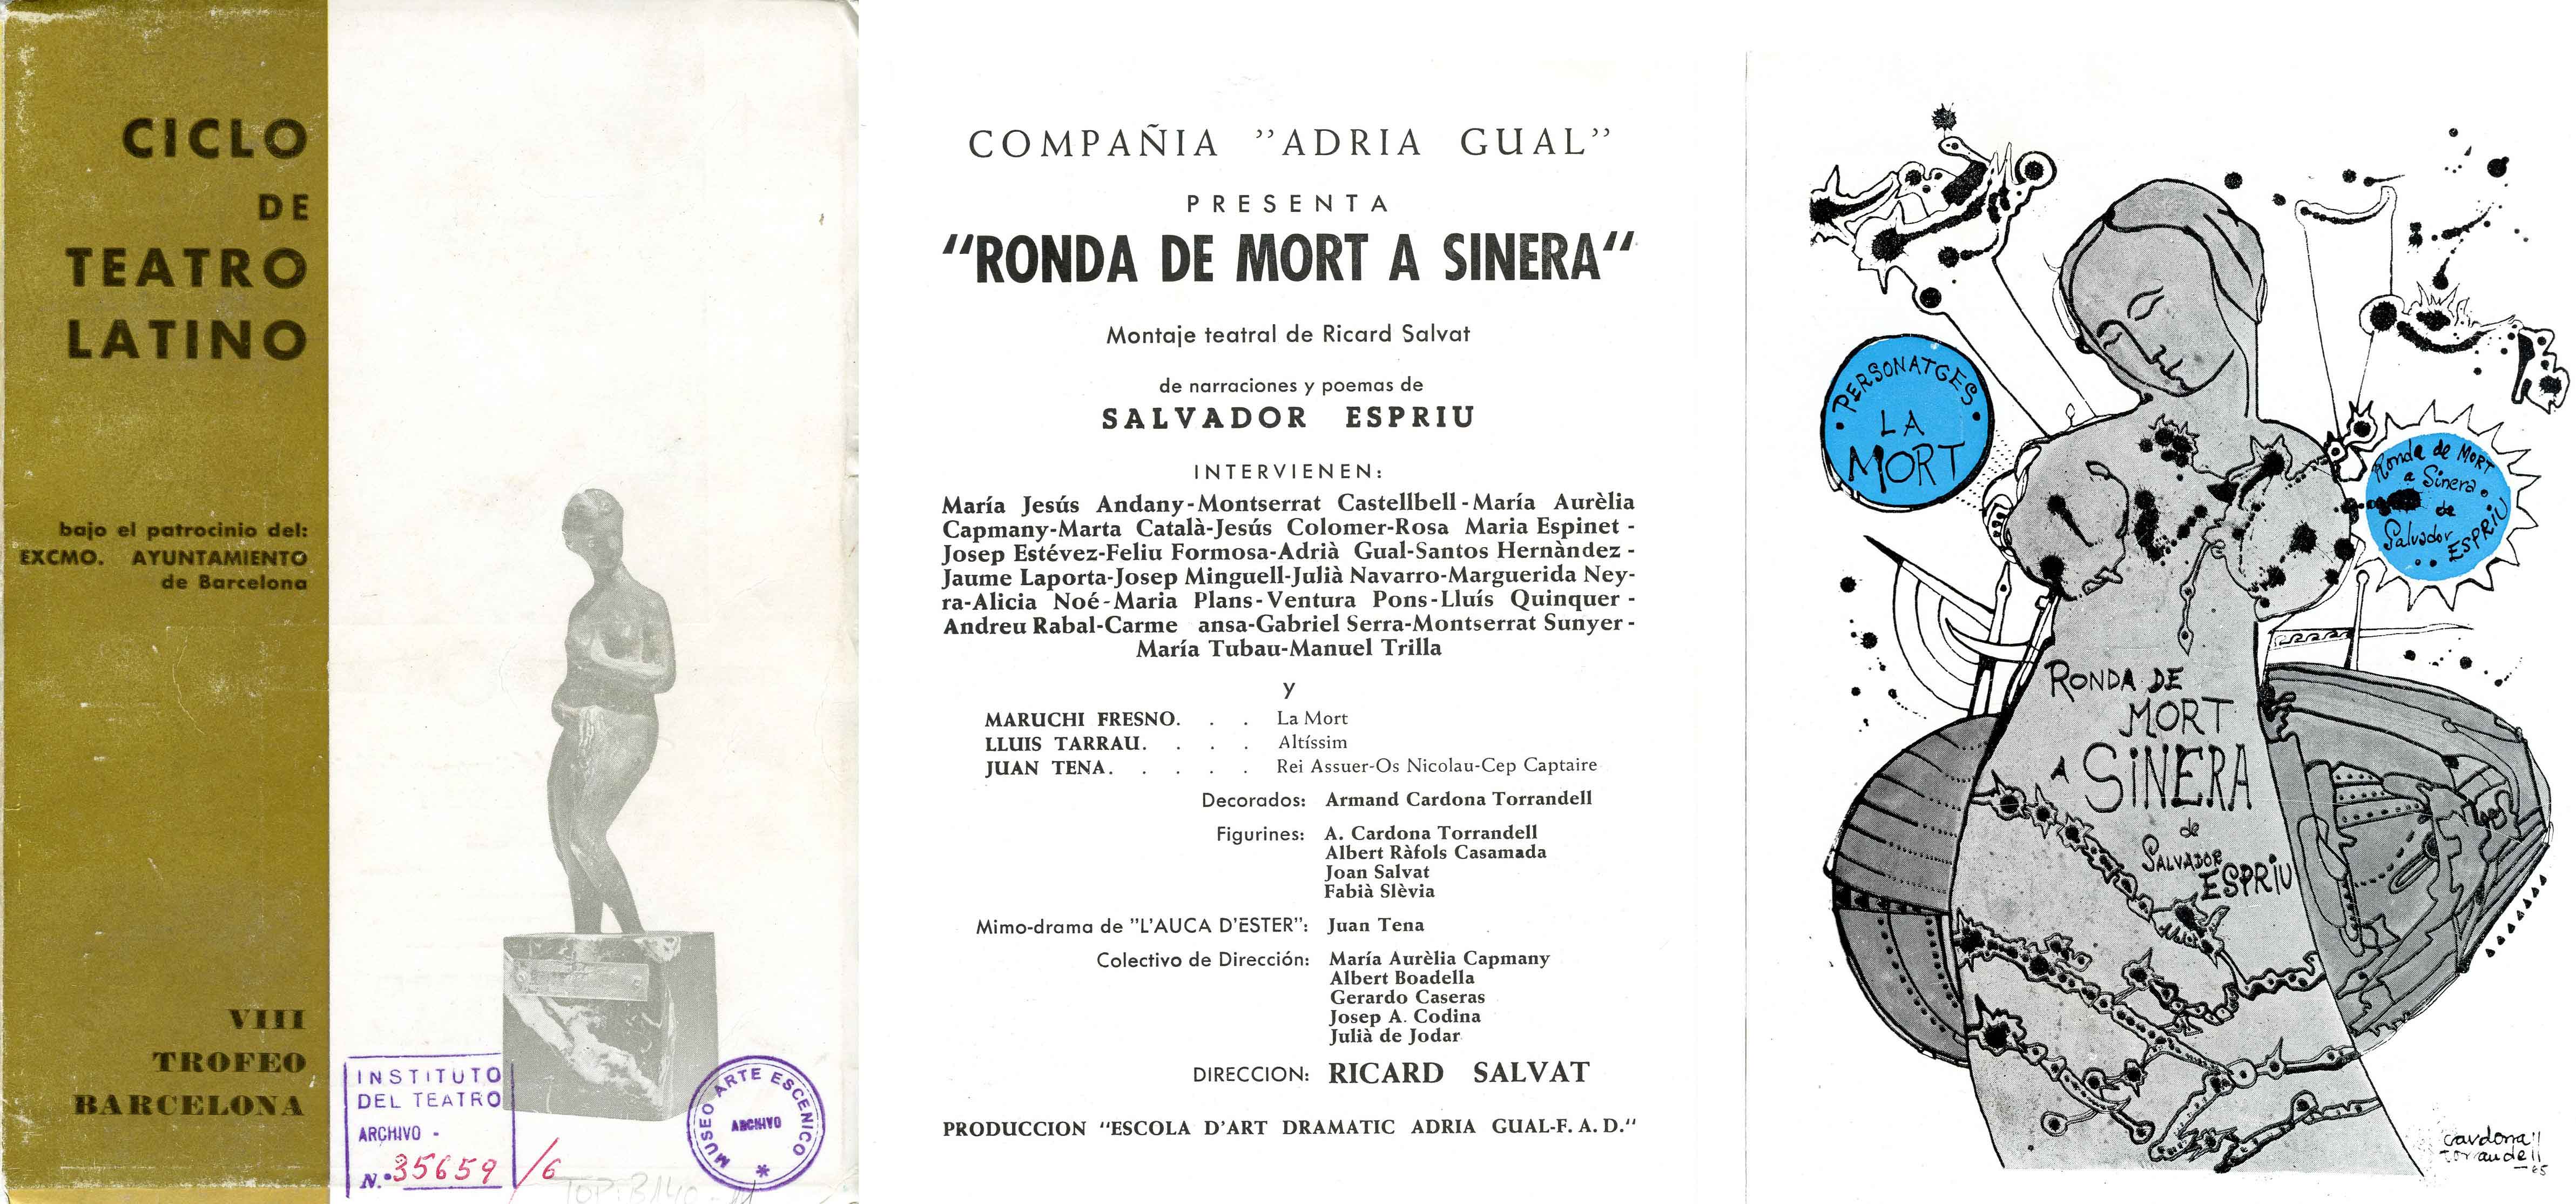 CICLO
DE
TEATRO
LATINO
bajo el patrocinio del:
EXCMO. AYUNTAMIENTO
de Barcelona
VIII
TROFEO
BARCELONA
INSTITUTO
DEL TEATRO
ARCHIVO -
N.º 35659/6
MUSEO ARTE ESCENICO
ARCHIVO
*
TOP. B140-11
COMPAÑIA "ADRIA GUAL"
PRESENTA
"RONDA DE MORT A SINERA"
Montaje teatral de Ricard Salvat
de narraciones y poemas de
SALVADOR ESPRIU
INTERVIENEN:
María Jesús Andany-Montserrat Castellbell-María Aurèlia
Capmany-Marta Català-Jesús Colomer-Rosa Maria Espinet -
Josep Estévez-Feliu Formosa-Adrià Gual-Santos Hernàndez -
Jaume Laporta-Josep Minguell-Julià Navarro-Marguerida Ney-
ra-Alicia Noé-Maria Plans-Ventura Pons-Lluís Quinquer -
Andreu Rabal-Carme ansa-Gabriel Serra-Montserrat Sunyer -
María Tubau-Manuel Trilla
y
MARUCHI FRESNO. . . La Mort
LLUIS TARRAU. . . . Altíssim
JUAN TENA. . . . . Rei Assuer-Os Nicolau-Cep Captaire
Decorados: Armand Cardona Torrandell
Figurines: A. Cardona Torrandell
Albert Ràfols Casamada
Joan Salvat
Fabià Slèvia
Mimo-drama de "L'AUCA D'ESTER": Juan Tena
Colectivo de Dirección: María Aurèlia Capmany
Albert Boadella
Gerardo Caseras
Josep A. Codina
Julià de Jodar
DIRECCION: RICARD SALVAT
PRODUCCION "ESCOLA D'ART DRAMATIC ADRIA GUAL-F. A. D."
PERSONATGES
LA
MORT
Ronda de MORT
a Sinera
de
Salvador
ESPRIU
RONDA DE
MORT
A SINERA
de
SALVADOR
ESPRIU
cardona
torrandell
-65